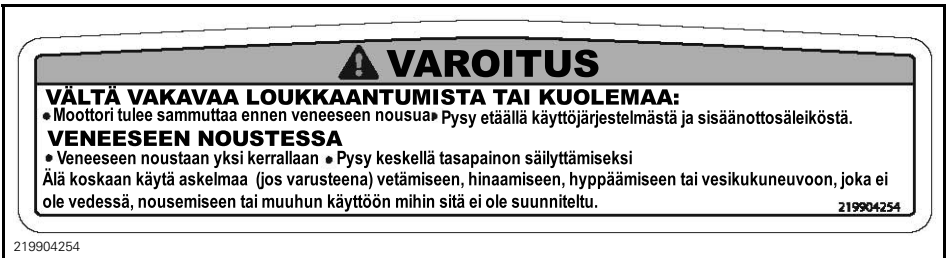 VAROITUS
VÄLTÄ VAKAVAA LOUKKAANTUMISTA TAI KUOLEMAA:
• Moottori tulee sammuttaa ennen veneeseen nousua• Pysy etäällä käyttöjärjestelmästä ja sisäänottosäleiköstä.
VENEESEEN NOUSTESSA
• Veneeseen noustaan yksi kerrallaan • Pysy keskellä tasapainon säilyttämiseksi
Älä koskaan käytä askelmaa (jos varusteena) vetämiseen, hinaamiseen, hyppäämiseen tai vesikukuneuvoon, joka ei
ole vedessä, nousemiseen tai muuhun käyttöön mihin sitä ei ole suunniteltu.
219904254
219904254